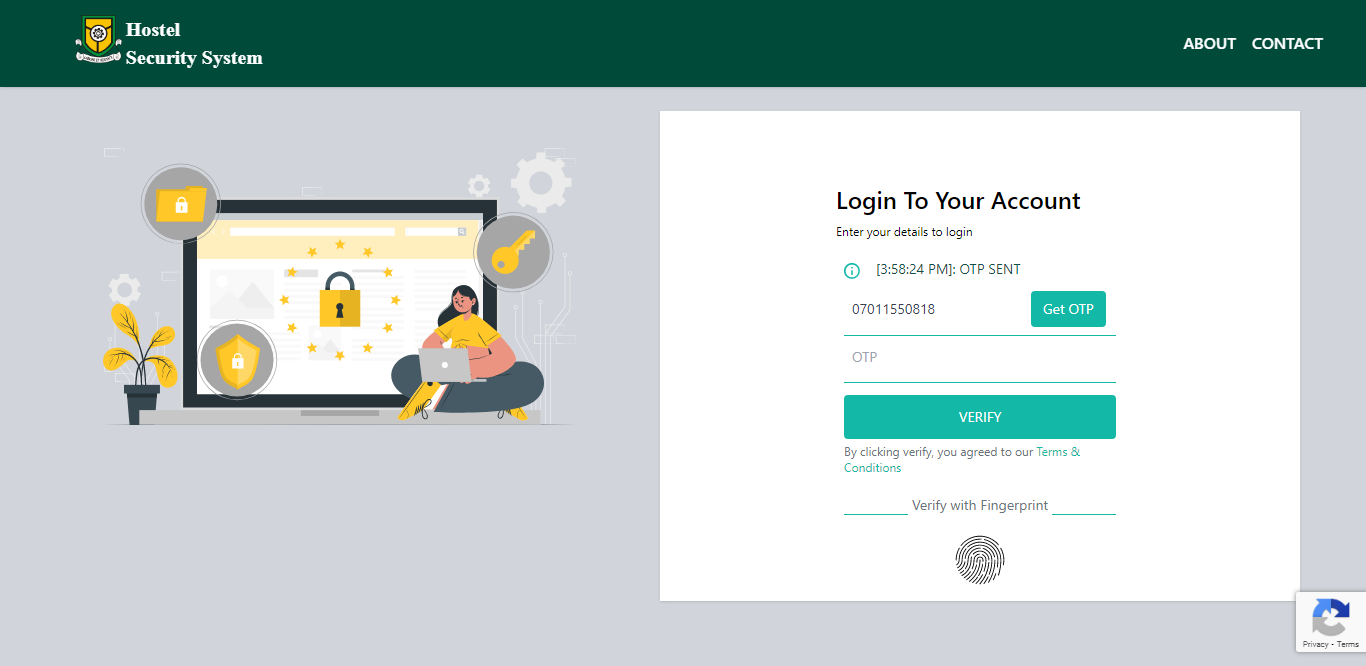 Hostel
Security System
ABOUT CONTACT
Login To Your Account
Enter your details to login
[3:58:24 PM]: OTP SENT
07011550818 Get OTP
OTP
VERIFY
By clicking verify, you agreed to our Terms &
Conditions
Verify with Fingerprint
Privacy - Terms